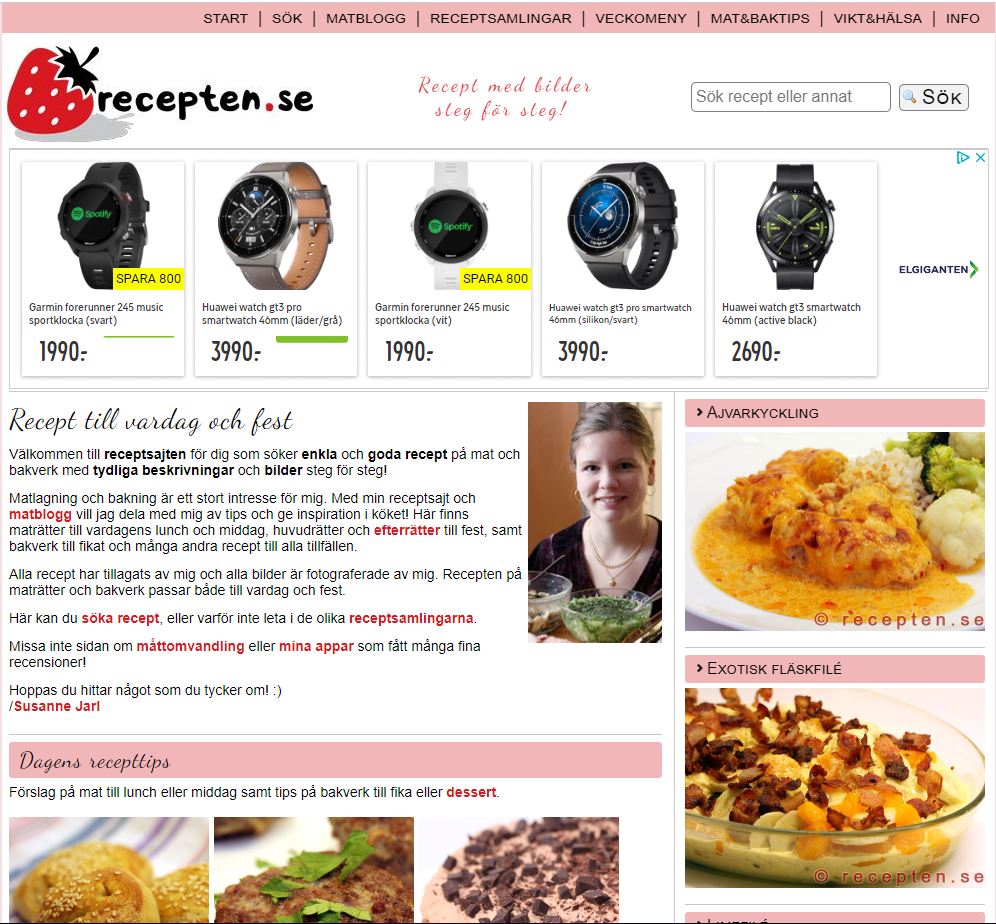 START | SÖK | MATBLOGG | RECEPTSAMLINGAR | VECKOMENY | MAT&BAKTIPS | VIKT&HÄLSA | INFO
recepten.se
Recept med bilder
steg för steg!
Sök recept eller annat
SÖK
Spotify
SPARA 800
Garmin forerunner 245 music
sportklocka (svart)
1990.-
Huawei watch gt3 pro
smartwatch 46mm (läder/grå)
3990.-
Spotify
SPARA 800
Garmin forerunner 245 music
sportklocka (vit)
1990.-
Huawei watch gt3 pro smartwatch
46mm (silikon/svart)
3990.-
Huawei watch gt3 smartwatch
46mm (active black)
2690.-
ELGIGANTEN
Recept till vardag och fest
Välkommen till receptsajten för dig som söker enkla och goda recept på mat och
bakverk med tydliga beskrivningar och bilder steg för steg!
Matlagning och bakning är ett stort intresse för mig. Med min receptsajt och
matblogg vill jag dela med mig av tips och ge inspiration i köket! Här finns
maträtter till vardagens lunch och middag, huvudrätter och efterrätter till fest, samt
bakverk till fikat och många andra recept till alla tillfällen.
Alla recept har tillagats av mig och alla bilder är fotograferade av mig. Recepten på
maträtter och bakverk passar både till vardag och fest.
Här kan du söka recept, eller varför inte leta i de olika receptsamlingarna.
Missa inte sidan om måttomvandling eller mina appar som fått många fina
recensioner!
Hoppas du hittar något som du tycker om! :)
/Susanne Jarl
Dagens recepttips
Förslag på mat till lunch eller middag samt tips på bakverk till fika eller dessert.
AJVARKYCKLING
© recepten.se
EXOTISK FLÄSKFILÉ
© recepten.se